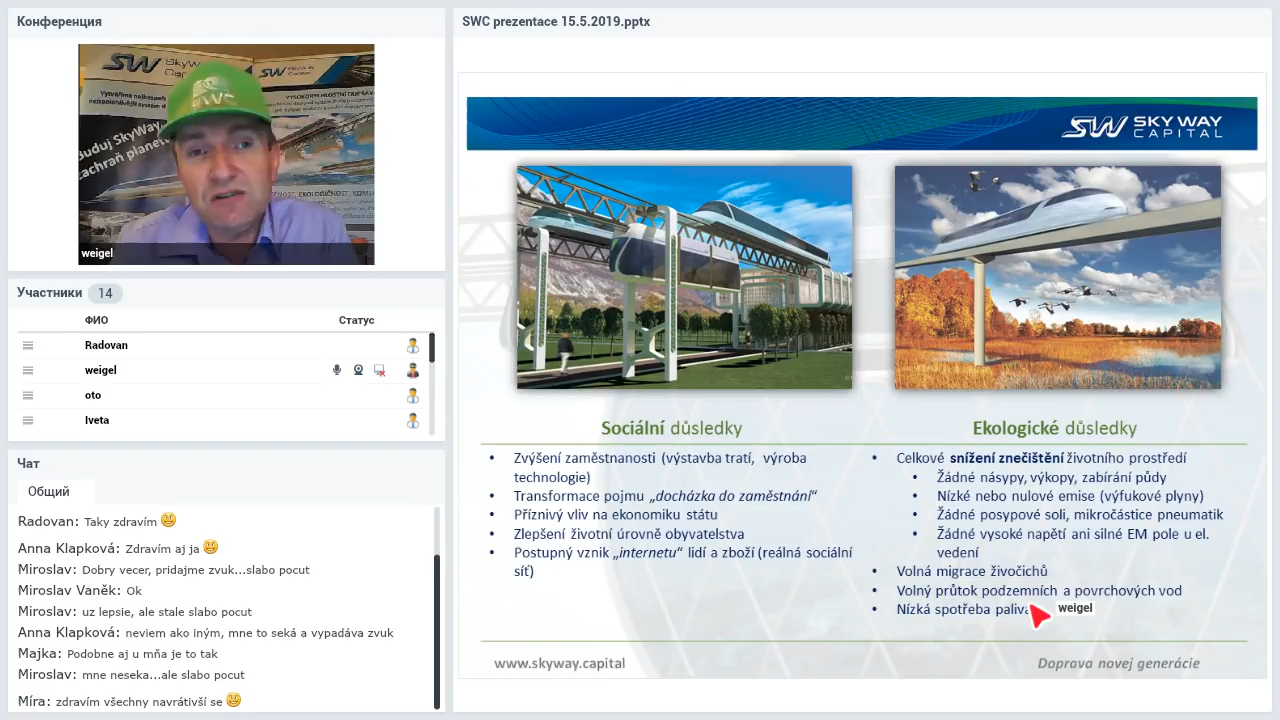 Конференция
SKYWAY CAPITAL
SW
Buduj SkyWay
zachraň planetu
weigel
Участники 14
ФИО Статус
Radovan
weigel
oto
Iveta
Чат
Общий
Radovan: Taky zdravím
Anna Klapková: Zdravím aj ja
Miroslav: Dobry vecer, pridajme zvuk...slabo pocut
Miroslav Vaněk: Ok
Miroslav: uz lepsie, ale stale slabo pocut
Anna Klapková: neviem ako iným, mne to seká a vypadáva zvuk
Majka: Podobne aj u mňa je to tak
Miroslav: mne neseka...ale slabo pocut
Míra: zdravím všechny navrátivší se
SWC prezentace 15.5.2019.pptx
SW SKY WAY
CAPITAL
Sociální důsledky
• Zvýšení zaměstnanosti (výstavba tratí, výroba
technologie)
• Transformace pojmu „docházka do zaměstnání“
• Příznivý vliv na ekonomiku státu
• Zlepšení životní úrovně obyvatelstva
• Postupný vznik „internetu“ lidí a zboží (reálná sociální
síť)
Ekologické důsledky
• Celkové snížení znečištění životního prostředí
• Žádné násypy, výkopy, zabírání půdy
• Nízké nebo nulové emise (výfukové plyny)
• Žádné posypové soli, mikročástice pneumatik
• Žádné vysoké napětí ani silné EM pole u el.
vedení
• Volná migrace živočichů
• Volný průtok podzemních a povrchových vod
• Nízká spotřeba paliva
weigel
www.skyway.capital
Doprava novej generácie